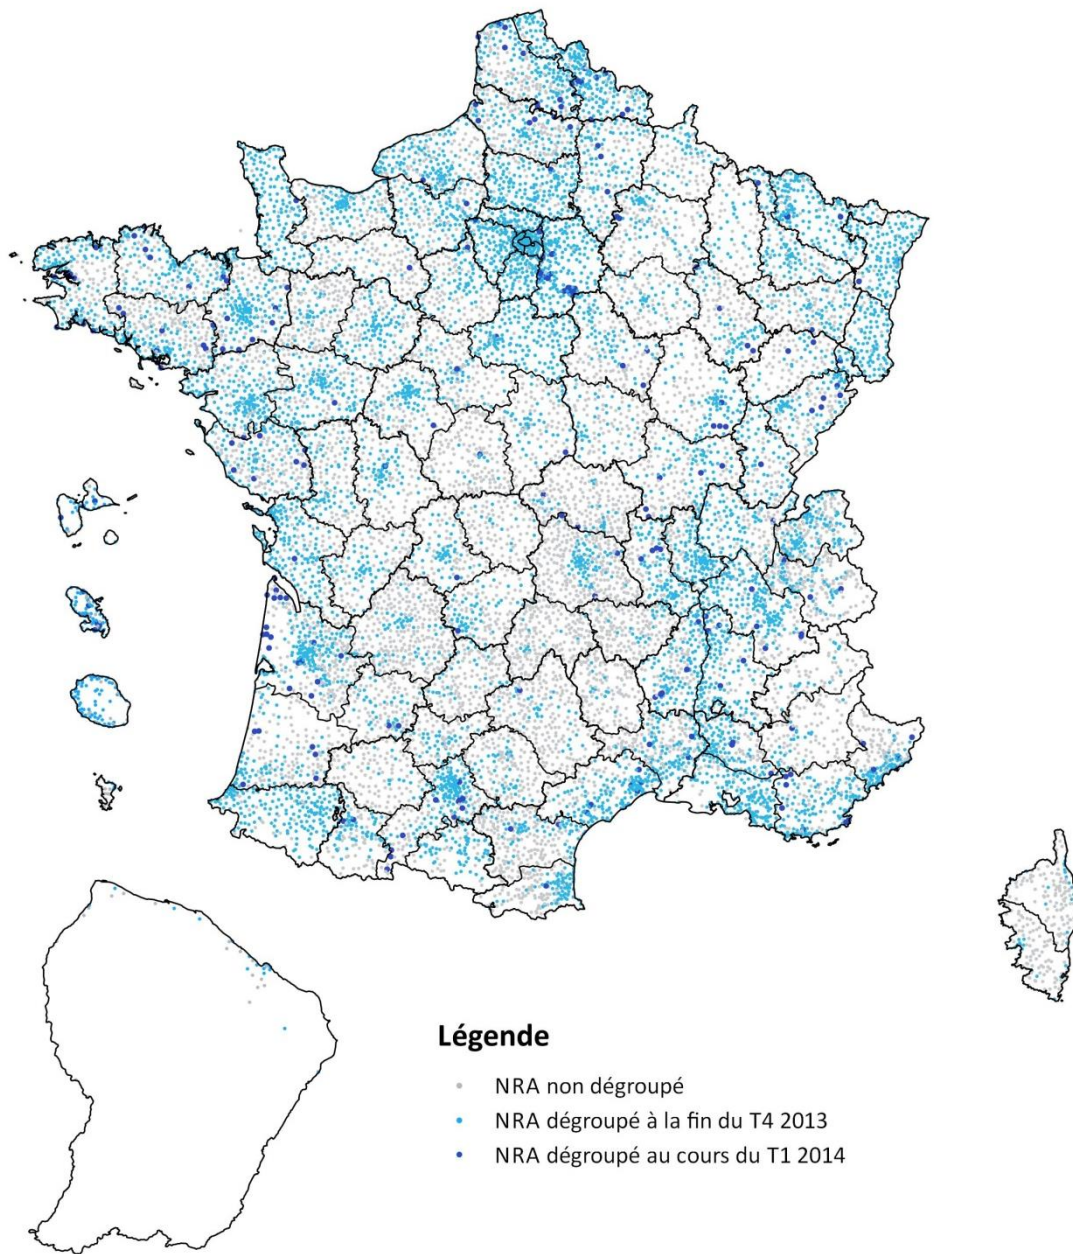 Légende
NRA non dégroupé
NRA dégroupé à la fin du T4 2013
NRA dégroupé au cours du T1 2014